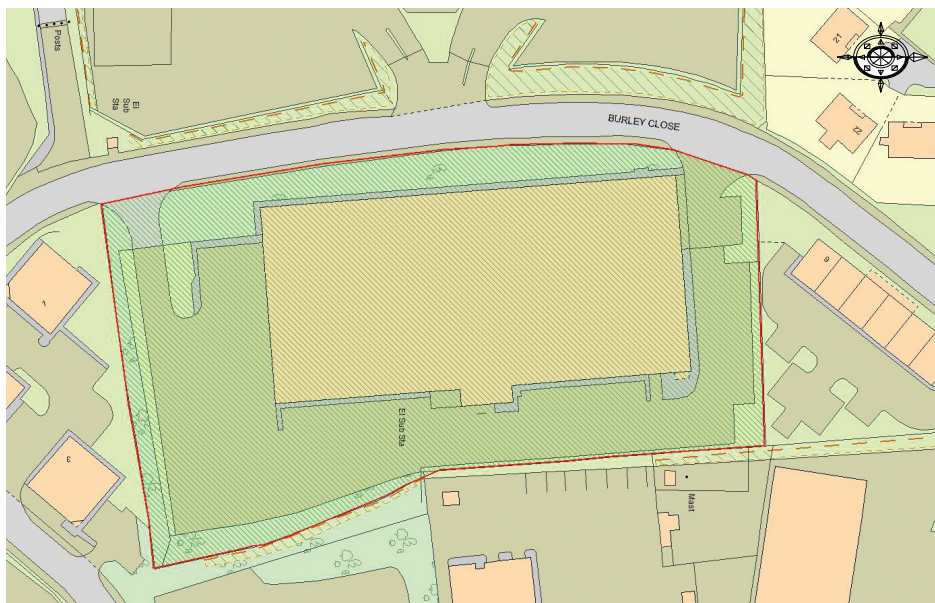 Posts
El
Sub
Sta
BURLEY CLOSE
21
22
1
9
El Sub Sta
3
Mast